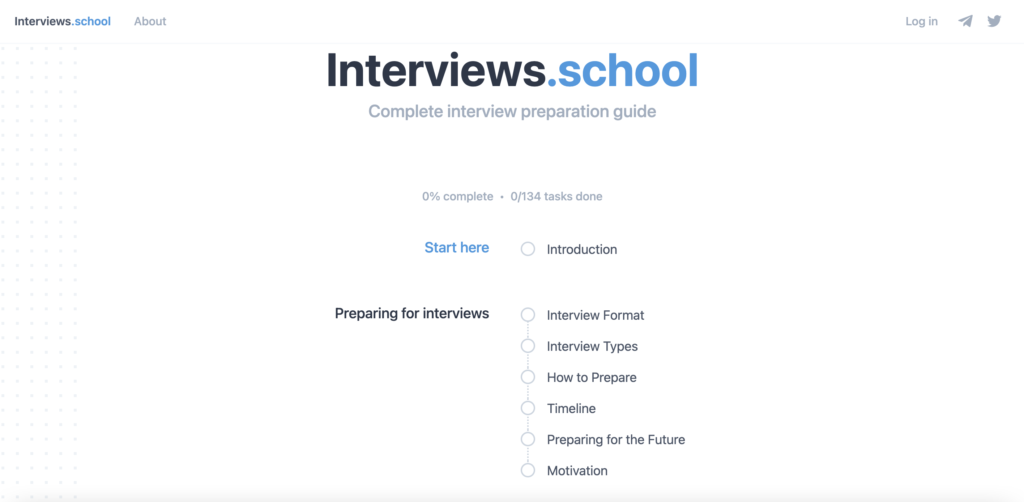 Interviews.school About Log in
Interviews.school
Complete interview preparation guide
0% complete • 0/134 tasks done
Start here Introduction
Preparing for interviews Interview Format
Interview Types
How to Prepare
Timeline
Preparing for the Future
Motivation